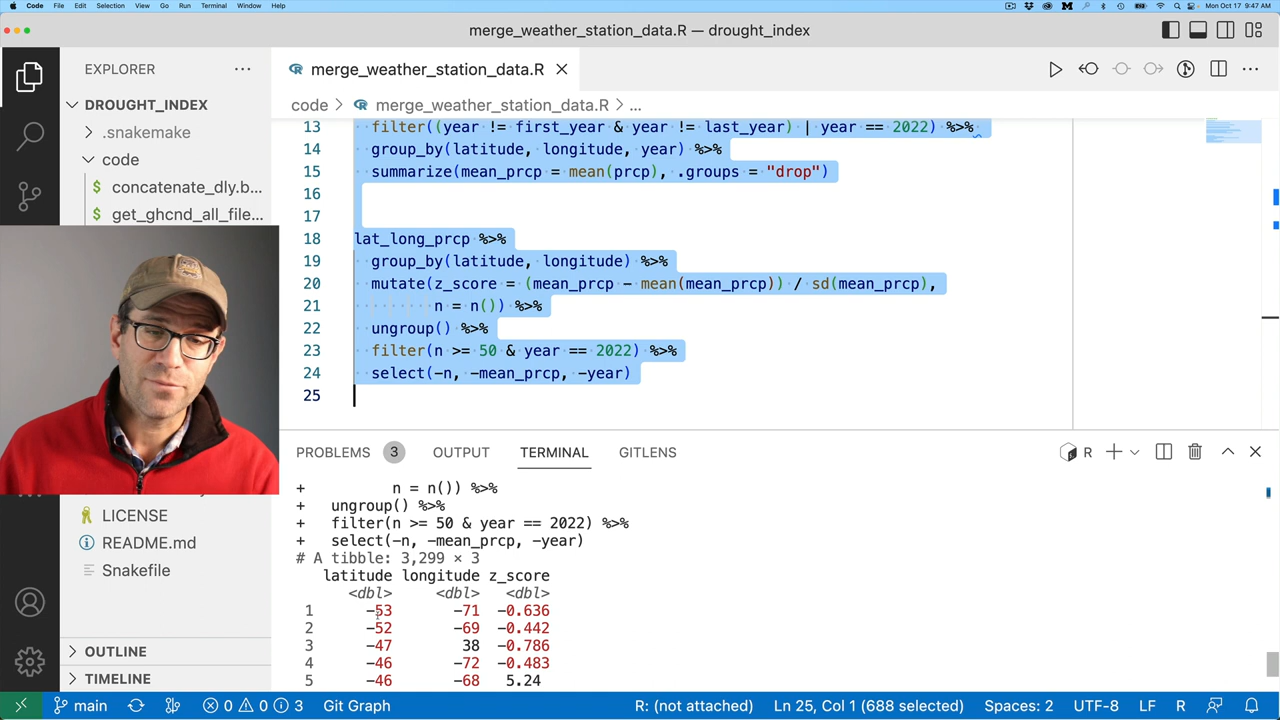 Code File Edit Selection View Go Run Terminal Window Help
Mon Oct 17 9:47 AM
merge_weather_station_data.R — drought_index
EXPLORER
merge_weather_station_data.R
code > merge_weather_station_data.R > ...
DROUGHT_INDEX
.snakemake
code
concatenate_dly.b...
get_ghcnd_all_file...
13 filter((year != first_year & year != last_year) | year == 2022) %>%
14 group_by(latitude, longitude, year) %>%
15 summarize(mean_prcp = mean(prcp), .groups = "drop")
16
17
18 lat_long_prcp %>%
19 group_by(latitude, longitude) %>%
20 mutate(z_score = (mean_prcp - mean(mean_prcp)) / sd(mean_prcp),
21 n = n()) %>%
22 ungroup() %>%
23 filter(n >= 50 & year == 2022) %>%
24 select(-n, -mean_prcp, -year)
25
PROBLEMS 3 OUTPUT TERMINAL GITLENS
R
+ n = n()) %>%
+ ungroup() %>%
+ filter(n >= 50 & year == 2022) %>%
+ select(-n, -mean_prcp, -year)
# A tibble: 3,299 × 3
latitude longitude z_score
<dbl> <dbl> <dbl>
1 -53 -71 -0.636
2 -52 -69 -0.442
3 -47 38 -0.786
4 -46 -72 -0.483
5 -46 -68 5.24
LICENSE
README.md
Snakefile
OUTLINE
TIMELINE
main 0 0 3 Git Graph R: (not attached) Ln 25, Col 1 (688 selected) Spaces: 2 UTF-8 LF R